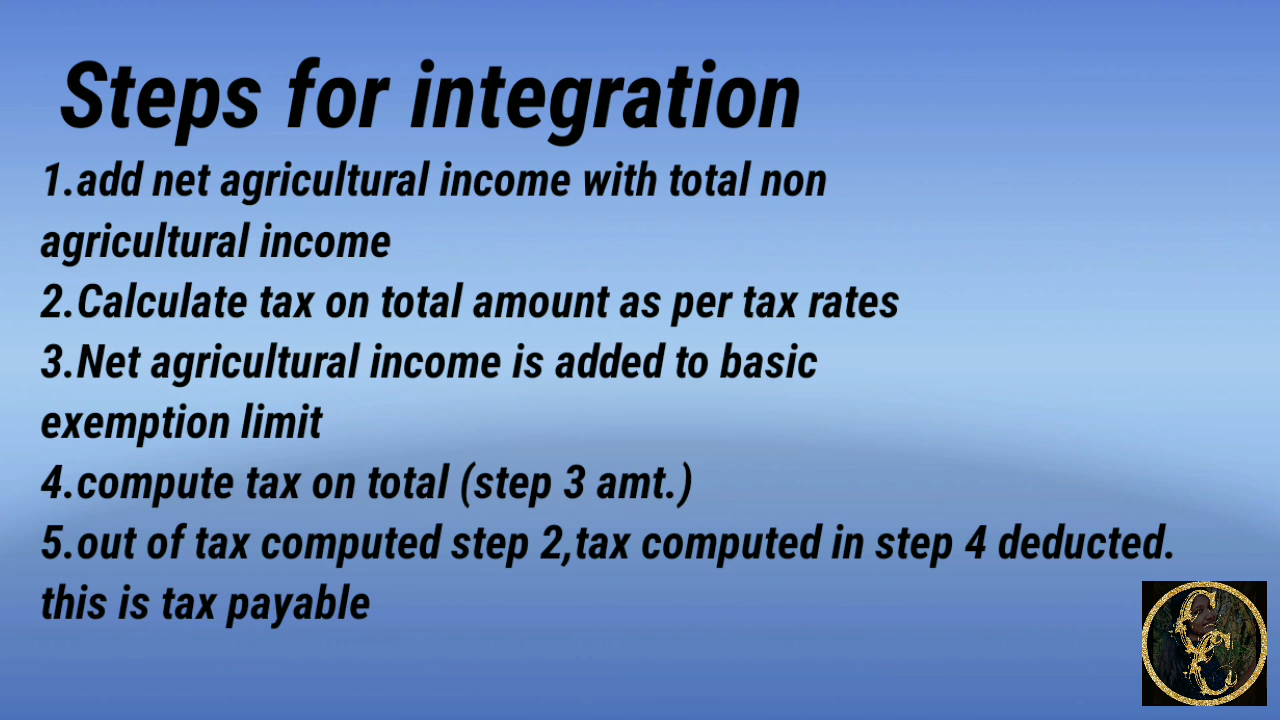 Steps for integration
1.add net agricultural income with total non
agricultural income
2.Calculate tax on total amount as per tax rates
3.Net agricultural income is added to basic
exemption limit
4.compute tax on total (step 3 amt.)
5.out of tax computed step 2,tax computed in step 4 deducted.
this is tax payable